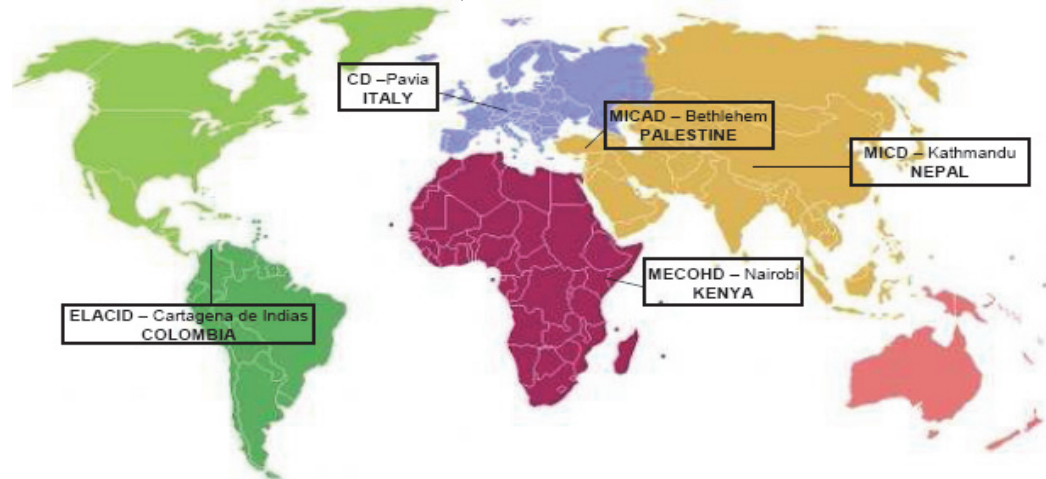 CD –Pavia
ITALY
MICAD – Bethlehem
PALESTINE
MICD – Kathmandu
NEPAL
MECOHD – Nairobi
KENYA
ELACID – Cartagena de Indias
COLOMBIA